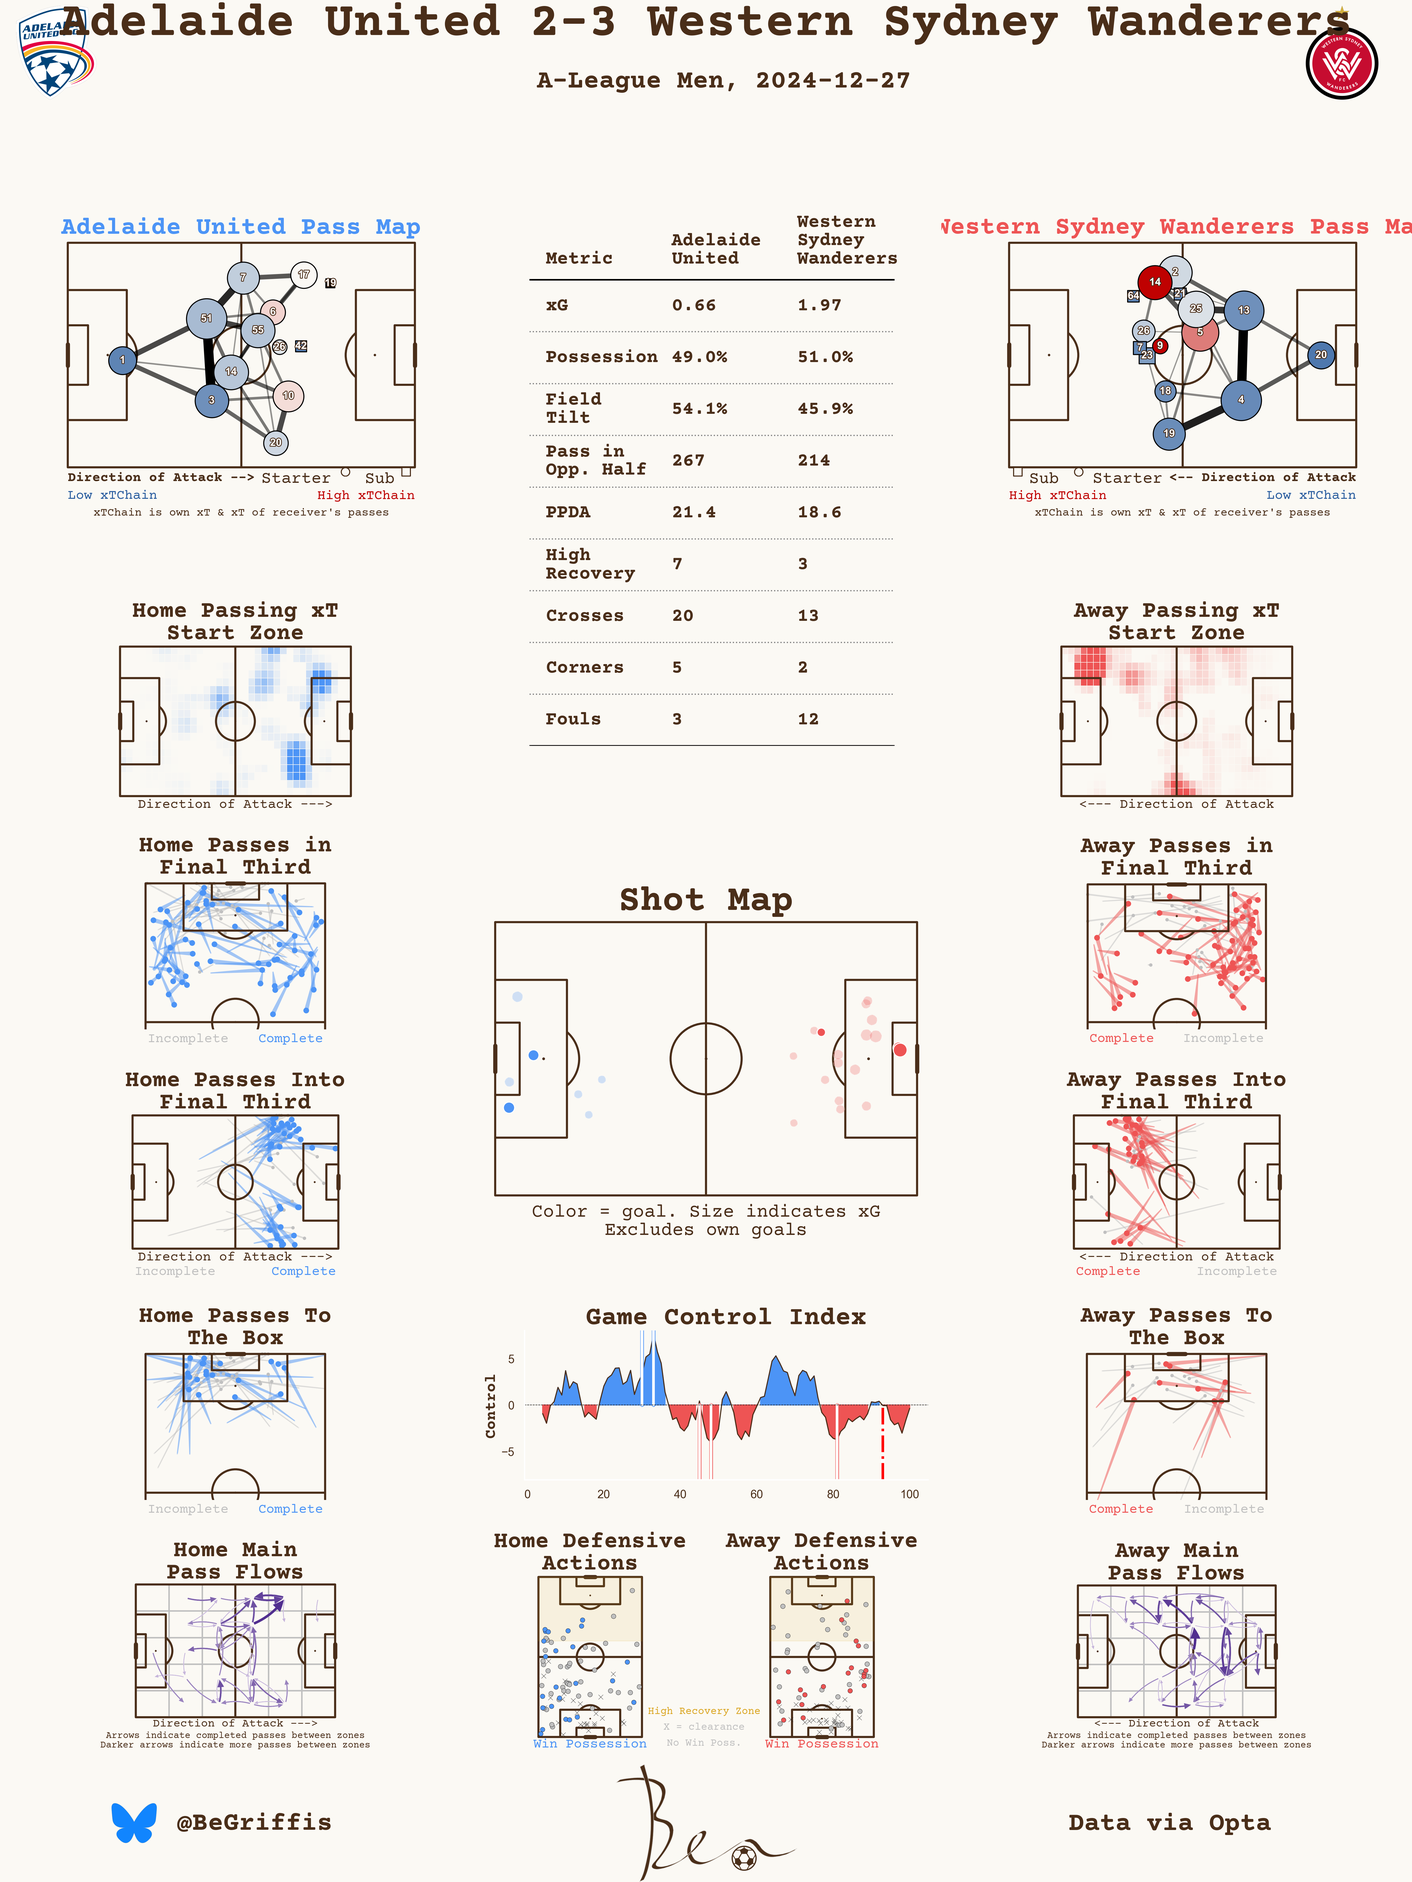 Adelaide United 2-3 Western Sydney Wanderers
A-League Men, 2024-12-27
ADELAIDE
UNITED
WESTERN SYDNEY
WANDERERS
Adelaide United Pass Map
7
17
19
6
51
55
26
42
1
14
3
10
20
Direction of Attack --> Starter Sub
Low xTChain High xTChain
xTChain is own xT & xT of receiver's passes
Metric Adelaide United Western Sydney Wanderers
xG 0.66 1.97
Possession 49.0% 51.0%
Field Tilt 54.1% 45.9%
Pass in Opp. Half 267 214
PPDA 21.4 18.6
High Recovery 7 3
Crosses 20 13
Corners 5 2
Fouls 3 12
Western Sydney Wanderers Pass Ma
2
14
64
21
25
13
26
5
7
9
23
20
18
4
19
Sub Starter <-- Direction of Attack
High xTChain Low xTChain
xTChain is own xT & xT of receiver's passes
Home Passing xT
Start Zone
Direction of Attack --->
Away Passing xT
Start Zone
<--- Direction of Attack
Home Passes in
Final Third
Incomplete Complete
Away Passes in
Final Third
Complete Incomplete
Shot Map
Color = goal. Size indicates xG
Excludes own goals
Home Passes Into
Final Third
Direction of Attack --->
Incomplete Complete
Away Passes Into
Final Third
<--- Direction of Attack
Complete Incomplete
Home Passes To
The Box
Incomplete Complete
Game Control Index
Control
5
0
−5
0 20 40 60 80 100
Away Passes To
The Box
Complete Incomplete
Home Main
Pass Flows
Direction of Attack --->
Arrows indicate completed passes between zones
Darker arrows indicate more passes between zones
Home Defensive
Actions
Win Possession
High Recovery Zone
X = clearance
No Win Poss.
Away Defensive
Actions
Win Possession
Away Main
Pass Flows
<--- Direction of Attack
Arrows indicate completed passes between zones
Darker arrows indicate more passes between zones
@BeGriffis
Ben
Data via Opta